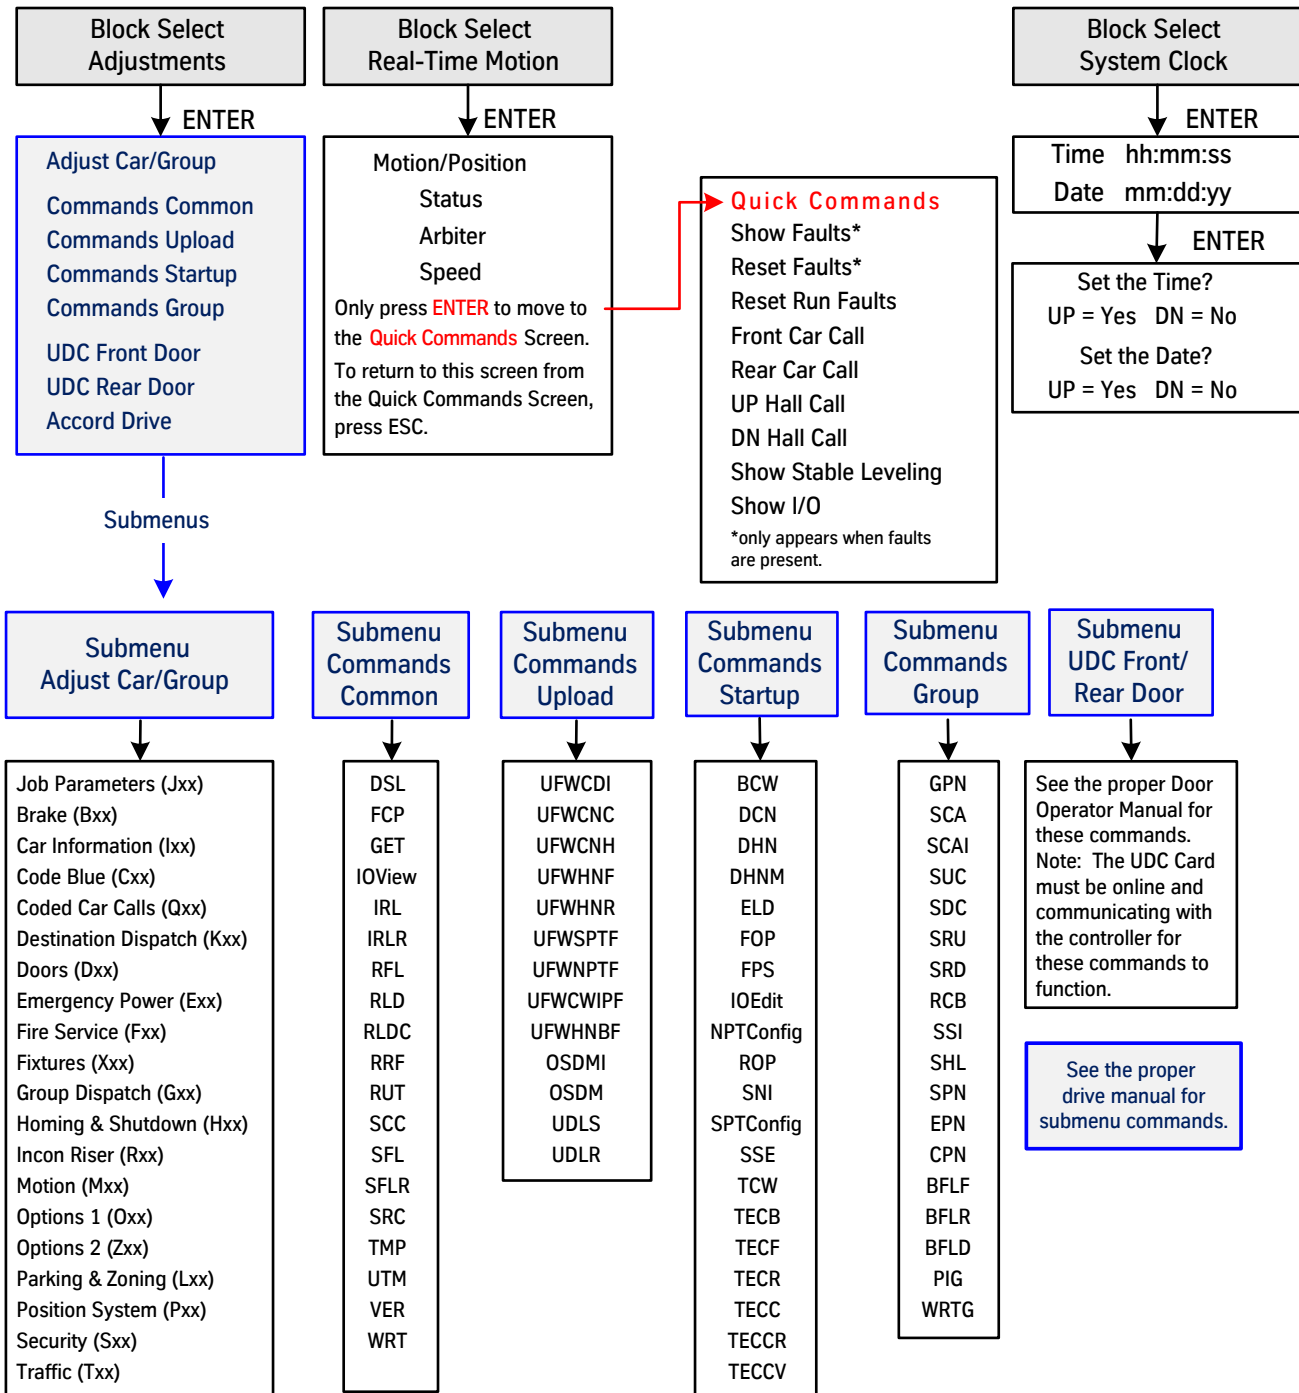 Block Select
Adjustments
ENTER
Adjust Car/Group
Commands Common
Commands Upload
Commands Startup
Commands Group
UDC Front Door
UDC Rear Door
Accord Drive
Submenus
Block Select
Real-Time Motion
ENTER
Motion/Position
Status
Arbiter
Speed
Only press ENTER to move to
the Quick Commands Screen.
To return to this screen from
the Quick Commands Screen,
press ESC.
Quick Commands
Show Faults*
Reset Faults*
Reset Run Faults
Front Car Call
Rear Car Call
UP Hall Call
DN Hall Call
Show Stable Leveling
Show I/O
*only appears when faults
are present.
Block Select
System Clock
ENTER
Time hh:mm:ss
Date mm:dd:yy
ENTER
Set the Time?
UP = Yes DN = No
Set the Date?
UP = Yes DN = No
Submenu
Adjust Car/Group
Job Parameters (Jxx)
Brake (Bxx)
Car Information (Ixx)
Code Blue (Cxx)
Coded Car Calls (Qxx)
Destination Dispatch (Kxx)
Doors (Dxx)
Emergency Power (Exx)
Fire Service (Fxx)
Fixtures (Xxx)
Group Dispatch (Gxx)
Homing & Shutdown (Hxx)
Incon Riser (Rxx)
Motion (Mxx)
Options 1 (Oxx)
Options 2 (Zxx)
Parking & Zoning (Lxx)
Position System (Pxx)
Security (Sxx)
Traffic (Txx)
Submenu
Commands
Common
DSL
FCP
GET
IOView
IRL
IRLR
RFL
RLD
RLDC
RRF
RUT
SCC
SFL
SFLR
SRC
TMP
UTM
VER
WRT
Submenu
Commands
Upload
UFWCDI
UFWCNC
UFWCNH
UFWHNF
UFWHNR
UFWSPTF
UFWNPTF
UFWCWIPF
UFWHNBF
OSDMI
OSDM
UDLS
UDLR
Submenu
Commands
Startup
BCW
DCN
DHN
DHNM
ELD
FOP
FPS
IOEdit
NPTConfig
ROP
SNI
SPTConfig
SSE
TCW
TECB
TECF
TECR
TECC
TECCR
TECCV
Submenu
Commands
Group
GPN
SCA
SCAI
SUC
SDC
SRU
SRD
RCB
SSI
SHL
SPN
EPN
CPN
BFLF
BFLR
BFLD
PIG
WRTG
Submenu
UDC Front/
Rear Door
See the proper Door
Operator Manual for
these commands.
Note: The UDC Card
must be online and
communicating with
the controller for
these commands to
function.
See the proper
drive manual for
submenu commands.